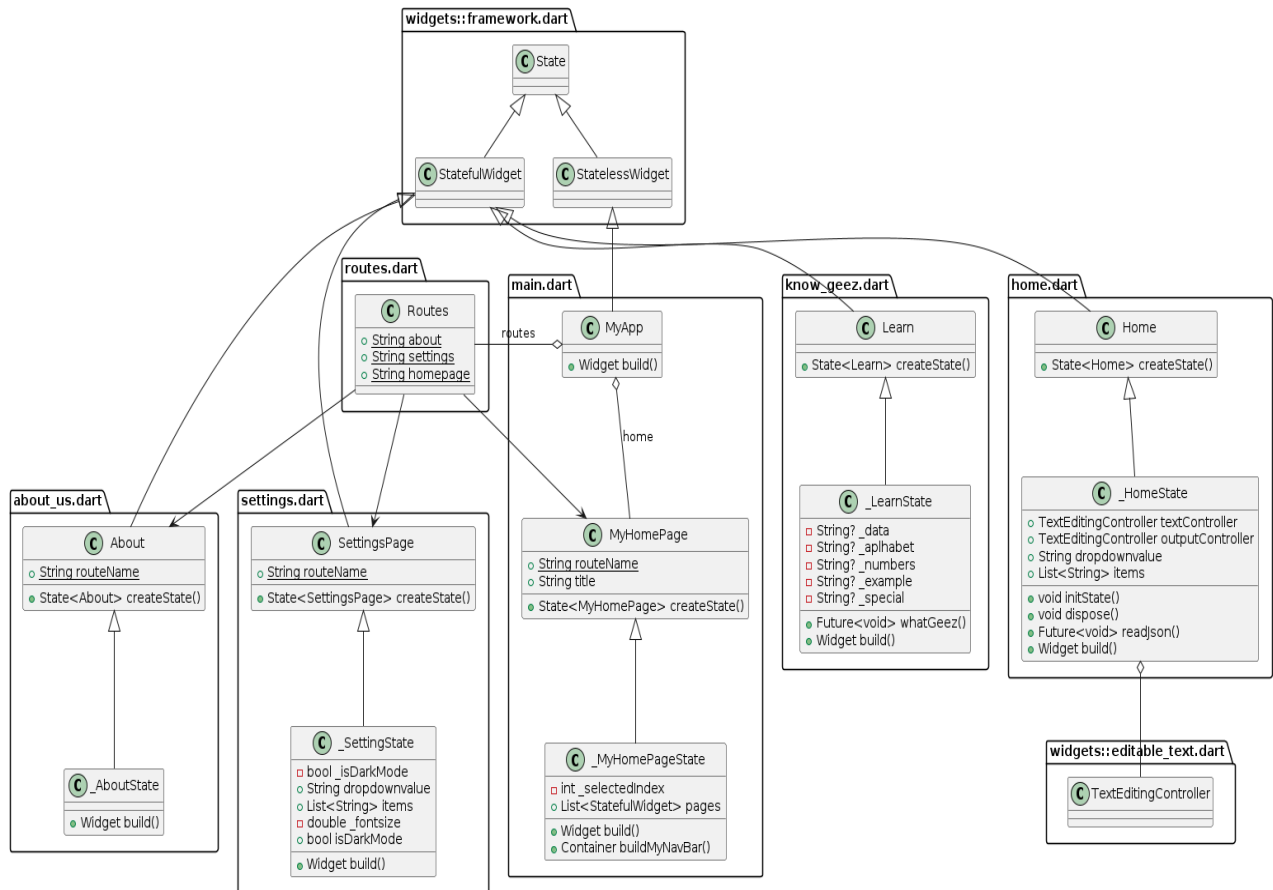 widgets::framework.dart
C State
C StatefulWidget
C StatelessWidget
routes.dart
C Routes
String about
String settings
String homepage
routes
main.dart
C MyApp
Widget build()
home
C MyHomePage
String routeName
String title
State<MyHomePage> createState()
C _MyHomePageState
int _selectedIndex
List<StatefulWidget> pages
Widget build()
Container buildMyNavBar()
know_geez.dart
C Learn
State<Learn> createState()
C _LearnState
String? _data
String? _aplhabet
String? _numbers
String? _example
String? _special
Future<void> whatGeez()
Widget build()
home.dart
C Home
State<Home> createState()
C _HomeState
TextEditingController textController
TextEditingController outputController
String dropdownvalue
List<String> items
void initState()
void dispose()
Future<void> readJson()
Widget build()
about_us.dart
C About
String routeName
State<About> createState()
C _AboutState
Widget build()
settings.dart
C SettingsPage
String routeName
State<SettingsPage> createState()
C _SettingState
bool _isDarkMode
String dropdownvalue
List<String> items
double _fontsize
bool isDarkMode
Widget build()
widgets::editable_text.dart
C TextEditingController